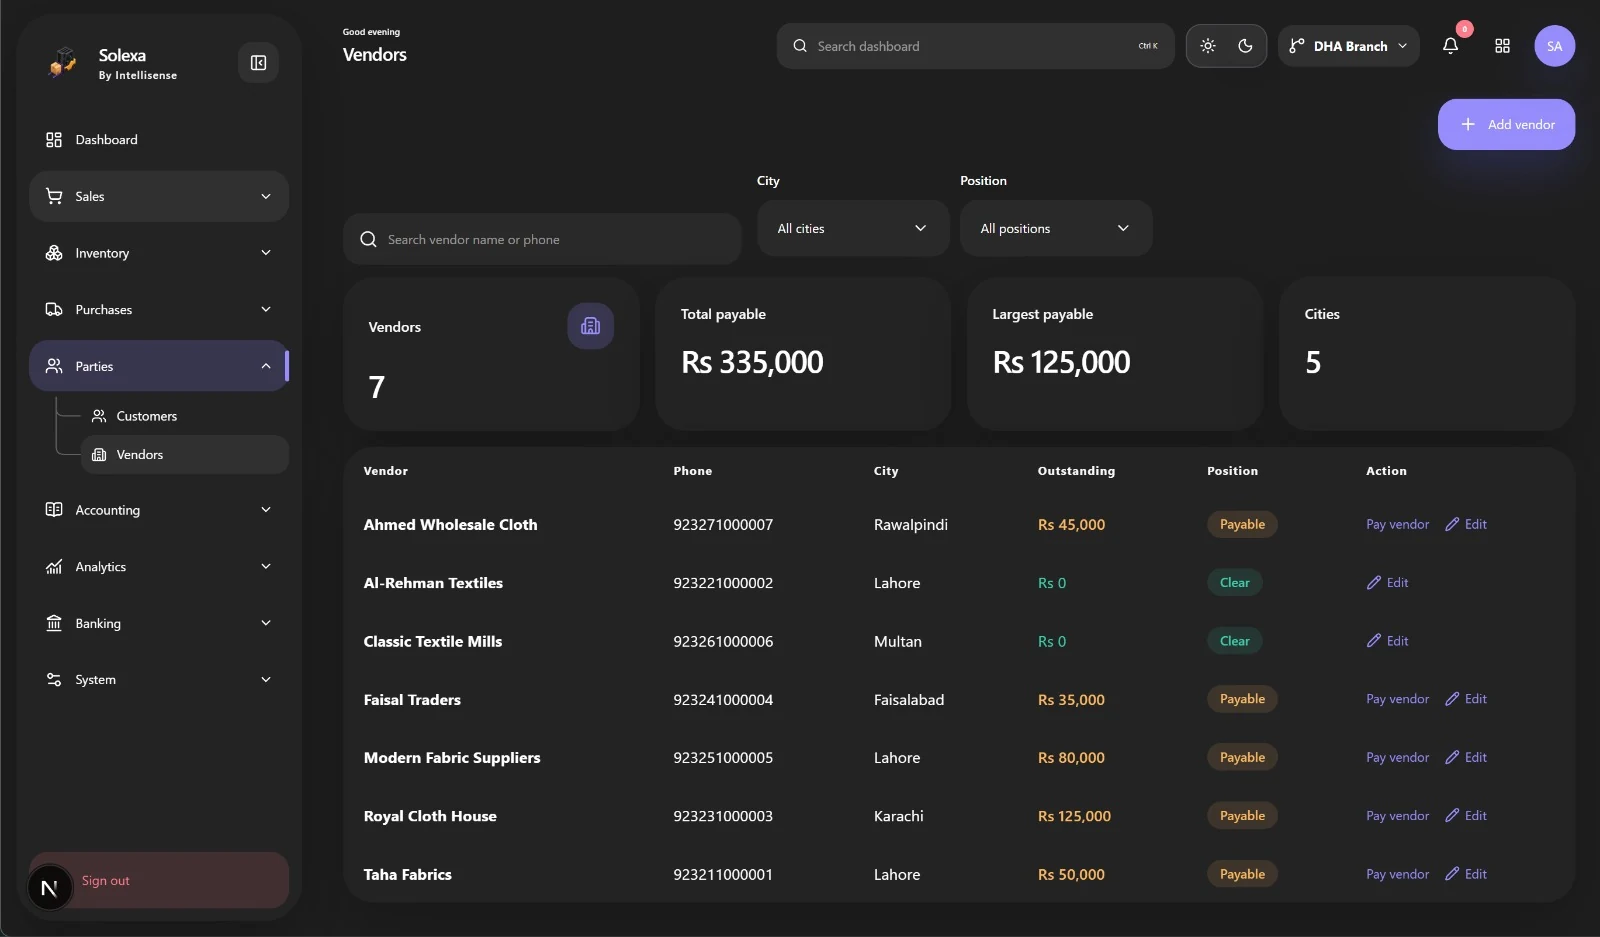 Solexa
By Intellisense
Dashboard
Sales
Inventory
Purchases
Parties
Customers
Vendors
Accounting
Analytics
Banking
System
N
Sign out
Good evening
Vendors
Search dashboard
Ctrl K
DHA Branch
0
SA
Add vendor
Search vendor name or phone
City
All cities
Position
All positions
Vendors
7
Total payable
Rs 335,000
Largest payable
Rs 125,000
Cities
5
Vendor Phone City Outstanding Position Action
Ahmed Wholesale Cloth 923271000007 Rawalpindi Rs 45,000 Payable Pay vendor Edit
Al-Rehman Textiles 923221000002 Lahore Rs 0 Clear Edit
Classic Textile Mills 923261000006 Multan Rs 0 Clear Edit
Faisal Traders 923241000004 Faisalabad Rs 35,000 Payable Pay vendor Edit
Modern Fabric Suppliers 923251000005 Lahore Rs 80,000 Payable Pay vendor Edit
Royal Cloth House 923231000003 Karachi Rs 125,000 Payable Pay vendor Edit
Taha Fabrics 923211000001 Lahore Rs 50,000 Payable Pay vendor Edit